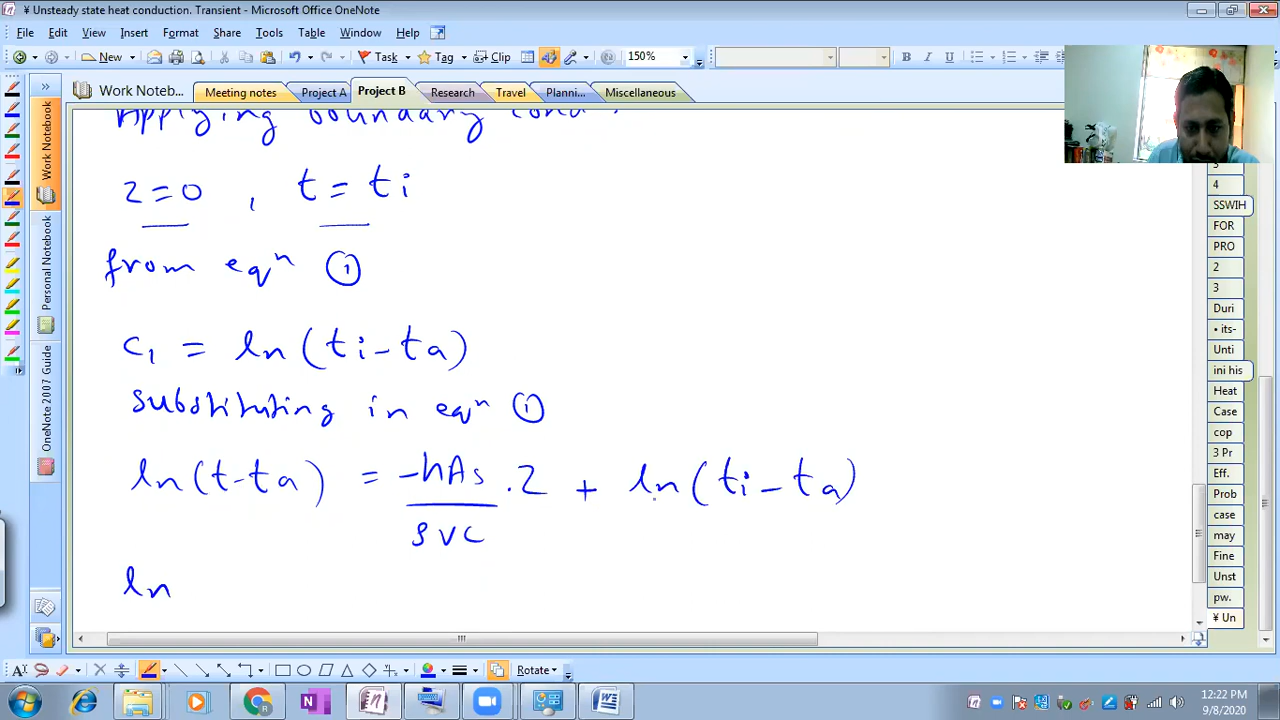 ¥ Unsteady state heat conduction. Transient - Microsoft Office OneNote
File Edit View Insert Format Share Tools Table Window Help
New Task Tag Clip 150% B I U
Work Noteb... Meeting notes Project A Project B Research Travel Planni... Miscellaneous
Work Notebook
Personal Notebook
OneNote 2007 Guide
Applying boundary cond
z = 0 , t = ti
from eqⁿ ①
c₁ = ln(ti - ta)
substituting in eqⁿ ①
ln(t - ta) = -hAs/ρvc . z + ln(ti - ta)
ln
3
4
SSWIH
FOR
PRO
2
3
Duri
• its-
Unti
ini his
Heat
Case
cop
3 Pr
Eff.
Prob
case
may
Fine
Unst
pw.
¥ Un
Rotate
12:22 PM
9/8/2020